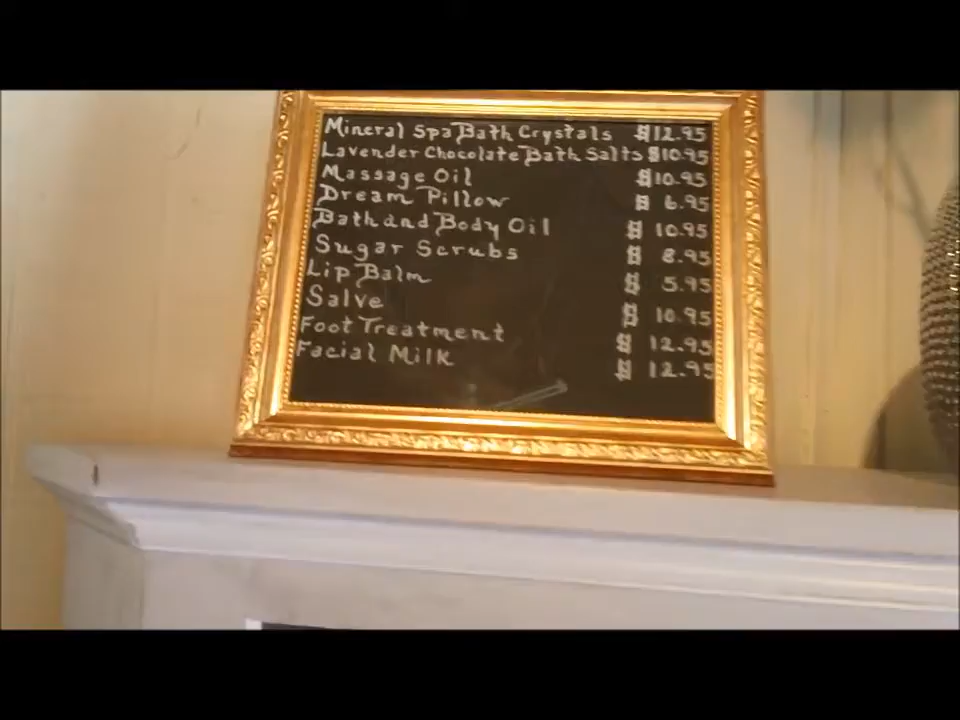 Mineral Spa Bath Crystals $12.95
Lavender Chocolate Bath Salts $10.95
Massage Oil $10.95
Dream Pillow $ 6.95
Bath and Body Oil $ 10.95
Sugar Scrubs $ 8.95
Lip Balm $ 5.95
Salve $ 10.95
Foot Treatment $ 12.95
Facial Milk $ 12.95